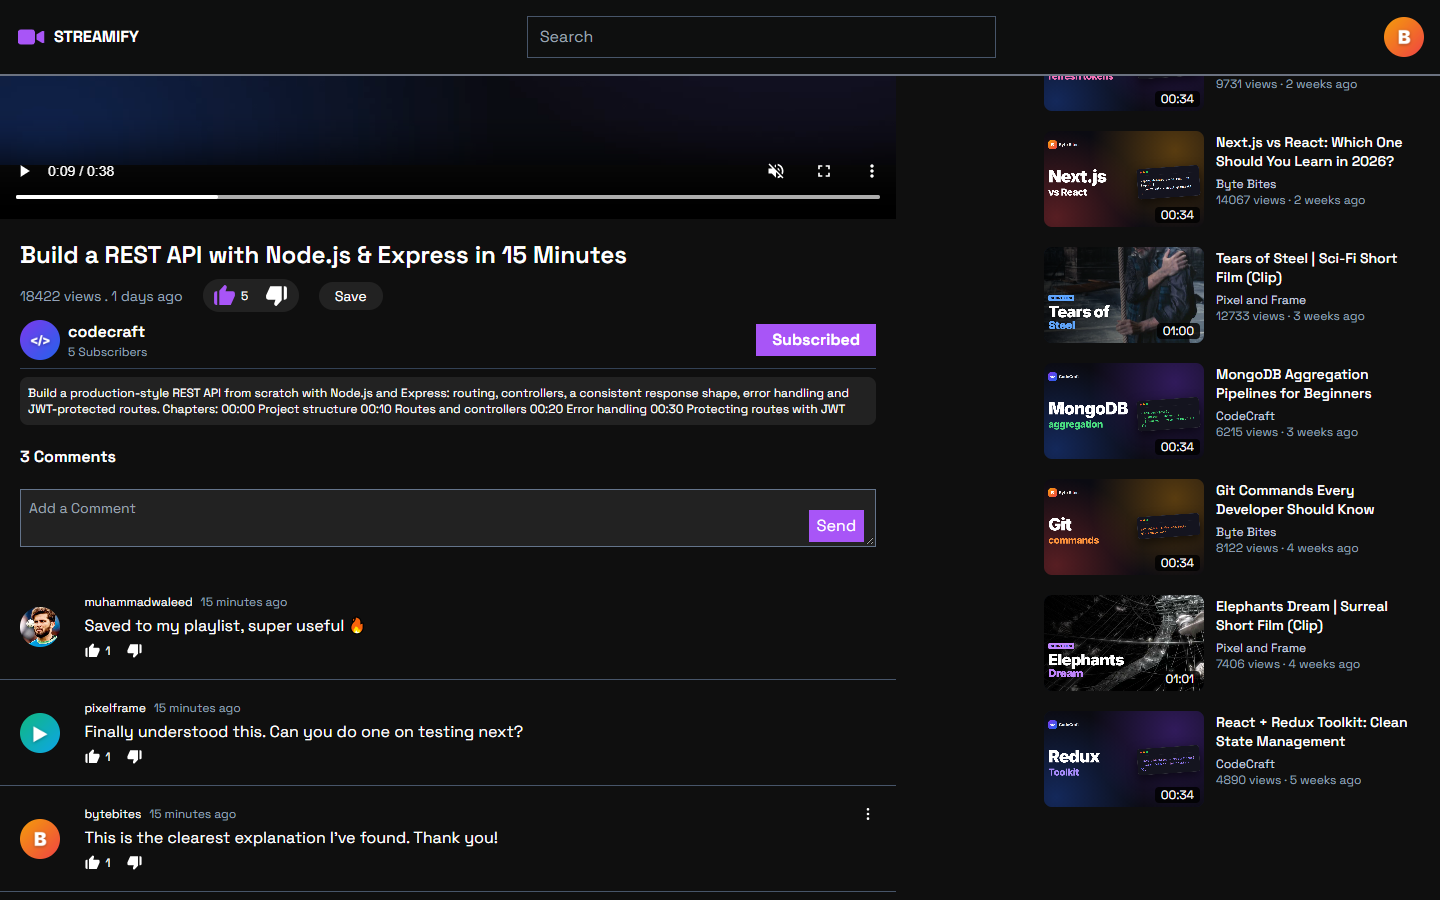 STREAMIFY
Search
B
0:09 / 0:38
Build a REST API with Node.js & Express in 15 Minutes
18422 views . 1 days ago
5
Save
</>
codecraft
5 Subscribers
Subscribed
Build a production-style REST API from scratch with Node.js and Express: routing, controllers, a consistent response shape, error handling and
JWT-protected routes. Chapters: 00:00 Project structure 00:10 Routes and controllers 00:20 Error handling 00:30 Protecting routes with JWT
3 Comments
Add a Comment
Send
muhammadwaleed 15 minutes ago
Saved to my playlist, super useful 🔥
1
pixelframe 15 minutes ago
Finally understood this. Can you do one on testing next?
1
B
bytebites 15 minutes ago
This is the clearest explanation I've found. Thank you!
1
refresh tokens
00:34
9731 views · 2 weeks ago
Byte Bites
Next.js
vs React
00:34
Next.js vs React: Which One
Should You Learn in 2026?
Byte Bites
14067 views · 2 weeks ago
Tears of
Steel
01:00
Tears of Steel | Sci-Fi Short
Film (Clip)
Pixel and Frame
12733 views · 3 weeks ago
CodeCraft
MongoDB
aggregation
00:34
MongoDB Aggregation
Pipelines for Beginners
CodeCraft
6215 views · 3 weeks ago
Byte Bites
Git
commands
00:34
Git Commands Every
Developer Should Know
Byte Bites
8122 views · 4 weeks ago
Elephants
Dream
01:01
Elephants Dream | Surreal
Short Film (Clip)
Pixel and Frame
7406 views · 4 weeks ago
CodeCraft
Redux
Toolkit
00:34
React + Redux Toolkit: Clean
State Management
CodeCraft
4890 views · 5 weeks ago